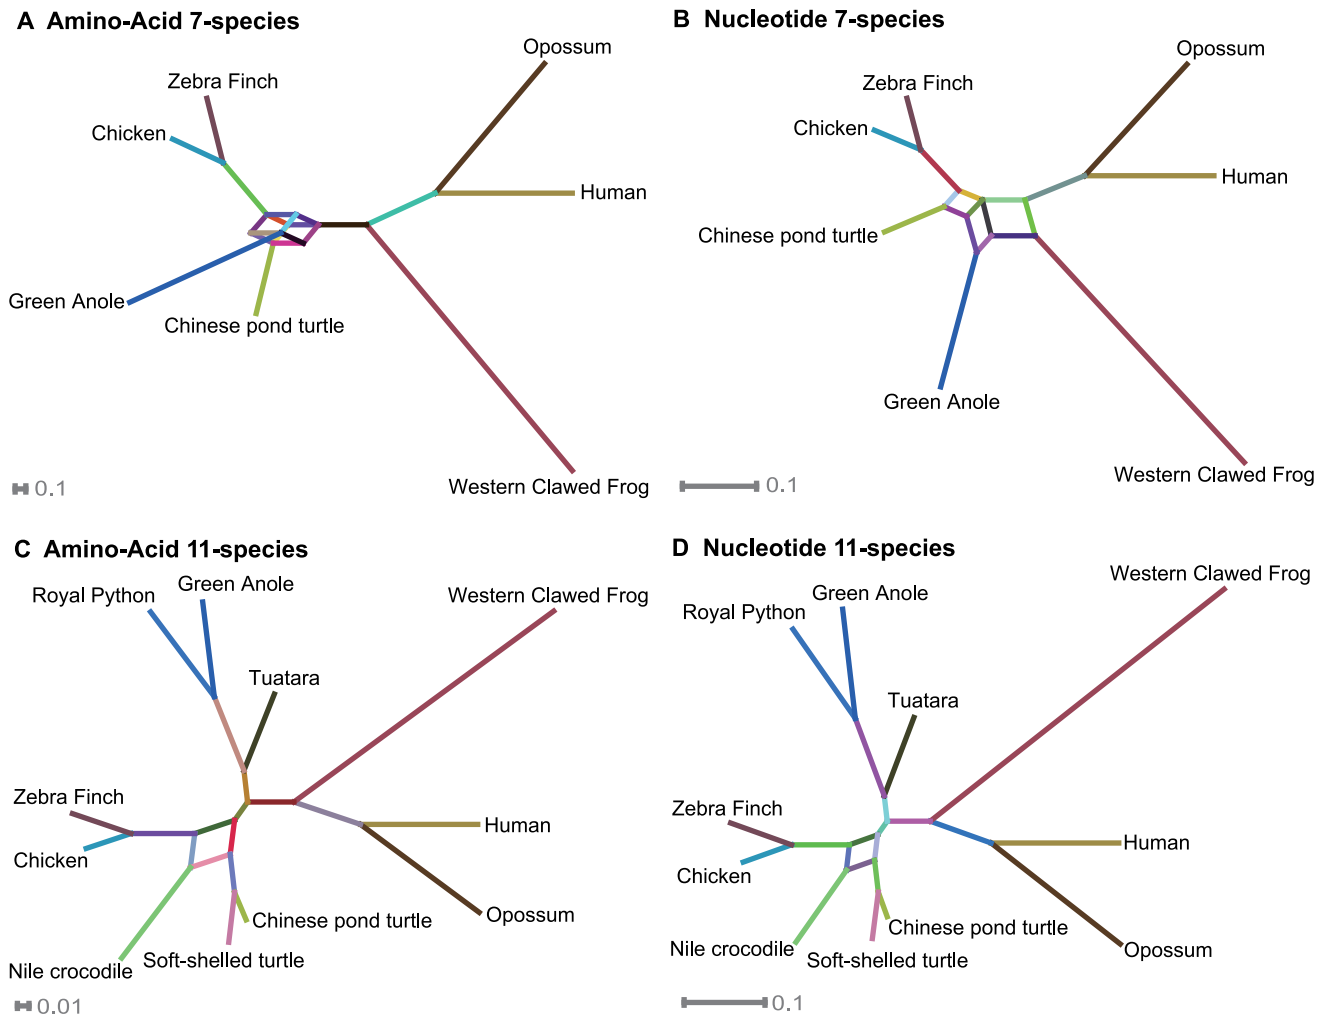 A Amino-Acid 7-species
Opossum
Zebra Finch
Chicken
Human
Green Anole
Chinese pond turtle
Western Clawed Frog
0.1
B Nucleotide 7-species
Opossum
Zebra Finch
Chicken
Human
Chinese pond turtle
Green Anole
Western Clawed Frog
0.1
C Amino-Acid 11-species
Green Anole
Royal Python
Western Clawed Frog
Tuatara
Zebra Finch
Human
Chicken
Opossum
Chinese pond turtle
Soft-shelled turtle
Nile crocodile
0.01
D Nucleotide 11-species
Western Clawed Frog
Green Anole
Royal Python
Tuatara
Zebra Finch
Human
Chicken
Chinese pond turtle
Nile crocodile
Opossum
Soft-shelled turtle
0.1